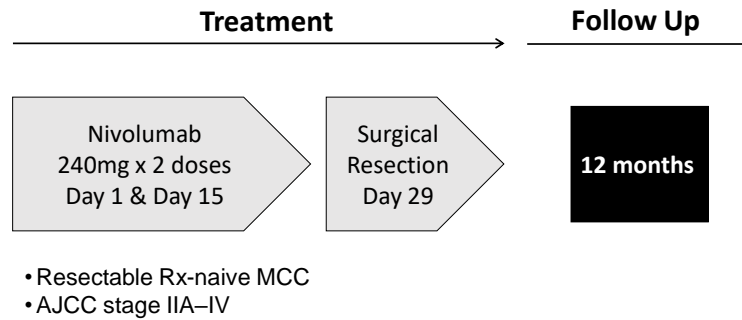 Treatment
Follow Up
Nivolumab
240mg x 2 doses
Day 1 & Day 15
Surgical
Resection
Day 29
12 months
• Resectable Rx-naive MCC
• AJCC stage IIA–IV